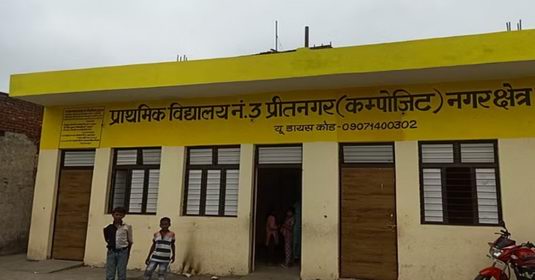 प्राथमिक विद्यालय नं. 3 प्रीतनगर(कम्पोज़िट) नगरक्षेत्र
यू डायस कोड-09071400302